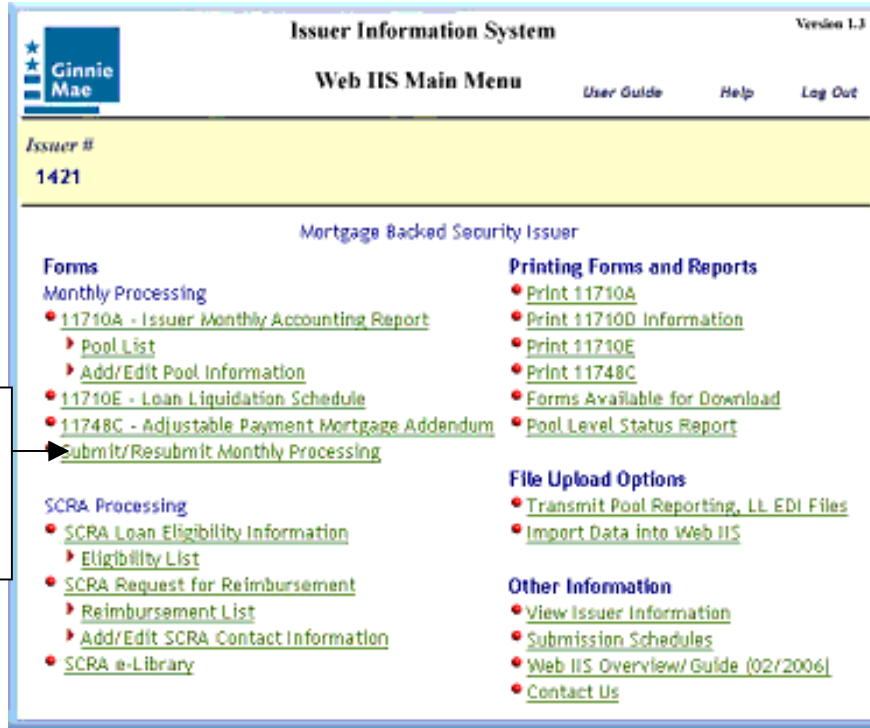 Issuer Information System
Version 1.3
Ginnie
Mae
Web IIS Main Menu
User Guide
Help
Log Out
Issuer #
1421
Mortgage Backed Security Issuer
Forms
Monthly Processing
11710A - Issuer Monthly Accounting Report
Pool List
Add/Edit Pool Information
11710E - Loan Liquidation Schedule
11748C - Adjustable Payment Mortgage Addendum
Submit/Resubmit Monthly Processing
SCRA Processing
SCRA Loan Eligibility Information
Eligibility List
SCRA Request for Reimbursement
Reimbursement List
Add/Edit SCRA Contact Information
SCRA e-Library
Printing Forms and Reports
Print 11710A
Print 11710D Information
Print 11710E
Print 11748C
Forms Available for Download
Pool Level Status Report
File Upload Options
Transmit Pool Reporting, LL EDI Files
Import Data into Web IIS
Other Information
View Issuer Information
Submission Schedules
Web IIS Overview/Guide (02/2006)
Contact Us